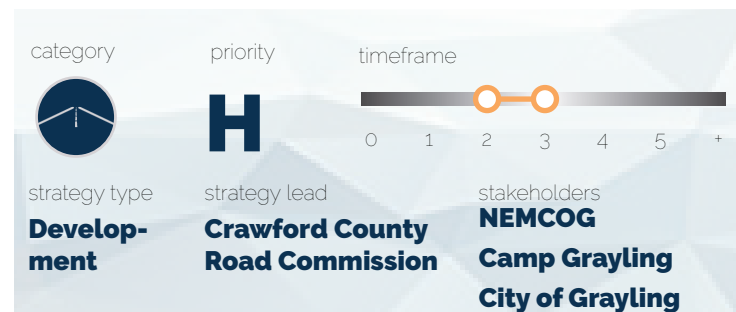 category
priority
timeframe
H
0 1 2 3 4 5 +
strategy type
Develop-
ment
strategy lead
Crawford County
Road Commission
stakeholders
NEMCOG
Camp Grayling
City of Grayling